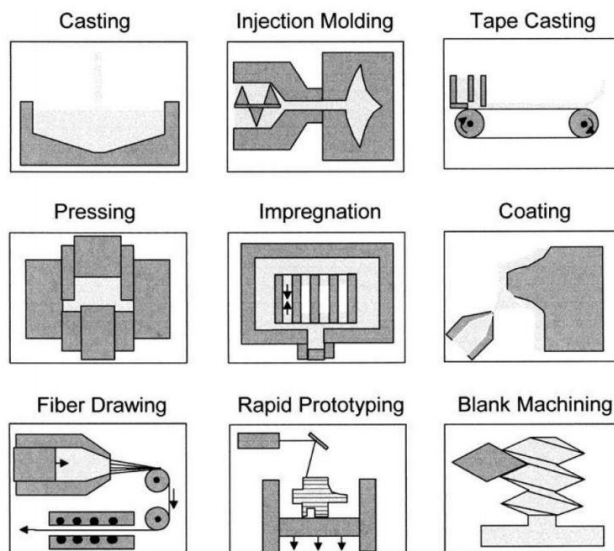 Casting
Injection Molding
Tape Casting
Pressing
Impregnation
Coating
Fiber Drawing
Rapid Prototyping
Blank Machining